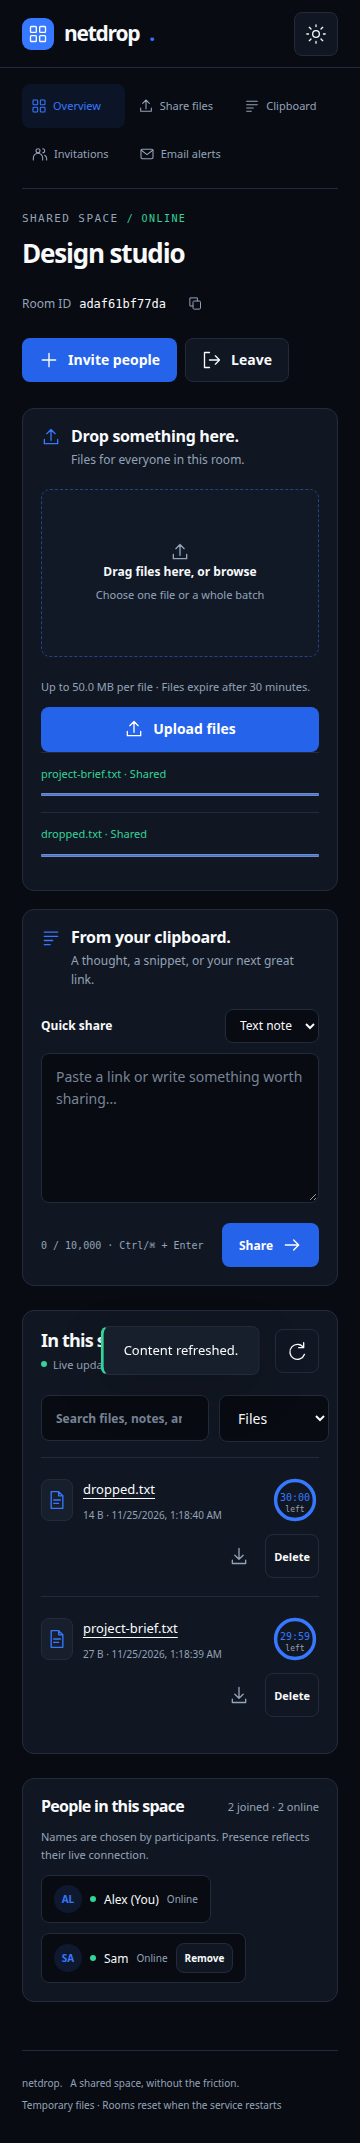 netdrop.
Overview
Share files
Clipboard
Invitations
Email alerts
SHARED SPACE / ONLINE
Design studio
Room ID adaf61bf77da
Invite people
Leave
Drop something here.
Files for everyone in this room.
Drag files here, or browse
Choose one file or a whole batch
Up to 50.0 MB per file · Files expire after 30 minutes.
Upload files
project-brief.txt · Shared
dropped.txt · Shared
From your clipboard.
A thought, a snippet, or your next great
link.
Quick share
Text note
Paste a link or write something worth
sharing…
0 / 10,000 · Ctrl/⌘ + Enter
Share
In this
Content refreshed.
Live
Search files, notes,
Files
dropped.txt
14 B · 11/25/2026, 1:18:40 AM
30:00
left
Delete
project-brief.txt
27 B · 11/25/2026, 1:18:39 AM
29:59
left
Delete
People in this space
2 joined · 2 online
Names are chosen by participants. Presence reflects
their live connection.
AL Alex (You) Online
SA Sam Online Remove
netdrop. A shared space, without the friction.
Temporary files · Rooms reset when the service restarts